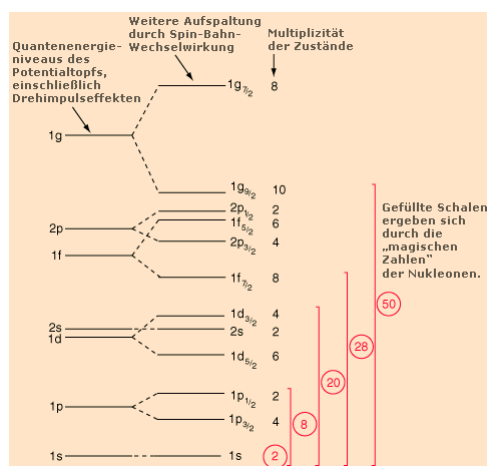 Quantenenergie-
niveaus des
Potentialtopfs,
einschließlich
Drehimpulseffekten
Weitere Aufspaltung
durch Spin-Bahn-
Wechselwirkung
Multiplizität
der Zustände
1g
1g7/2 8
1g9/2 10
2p
2p1/2 2
1f5/2 6
2p3/2 4
1f
1f7/2 8
Gefüllte Schalen
ergeben sich
durch die
„magischen
Zahlen”
der Nukleonen.
50
28
20
8
2
1d3/2 4
2s
2s 2
1d
1d5/2 6
1p
1p1/2 2
1p3/2 4
1s
1s